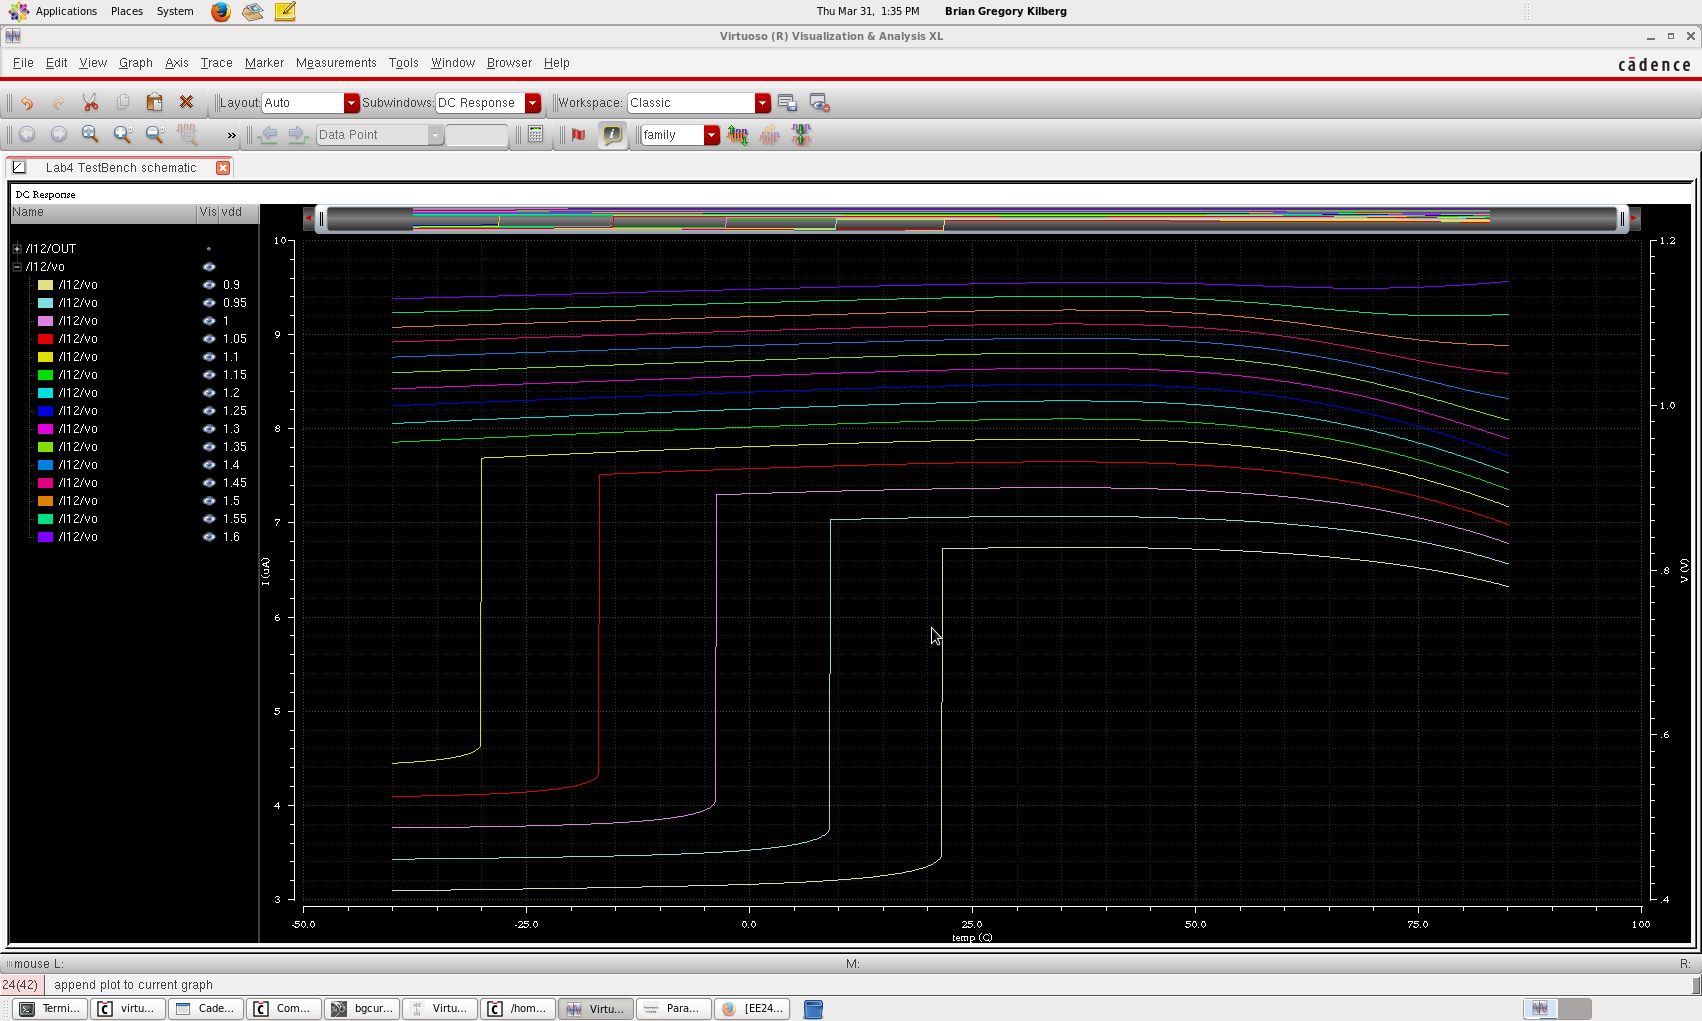 Applications Places System Thu Mar 31, 1:35 PM Brian Gregory Kilberg
Virtuoso (R) Visualization & Analysis XL
File Edit View Graph Axis Trace Marker Measurements Tools Window Browser Help
cādence
Layout: Auto Subwindows: DC Response Workspace: Classic
» Data Point family
Lab4 TestBench schematic
DC Response
Name Vis vdd
/I12/OUT
/I12/vo
/I12/vo 0.9
/I12/vo 0.95
/I12/vo 1
/I12/vo 1.05
/I12/vo 1.1
/I12/vo 1.15
/I12/vo 1.2
/I12/vo 1.25
/I12/vo 1.3
/I12/vo 1.35
/I12/vo 1.4
/I12/vo 1.45
/I12/vo 1.5
/I12/vo 1.55
/I12/vo 1.6
10
9
8
7
6
5
4
3
I (uA)
1.2
1.0
.8
.6
.4
V (V)
-50.0 -25.0 0.0 25.0 50.0 75.0 100
temp (C)
mouse L: M: R:
24(42) append plot to current graph
Termi... virtu... Cade... Com... bgcur... Virtu... /hom... Virtu... Para... [EE24...